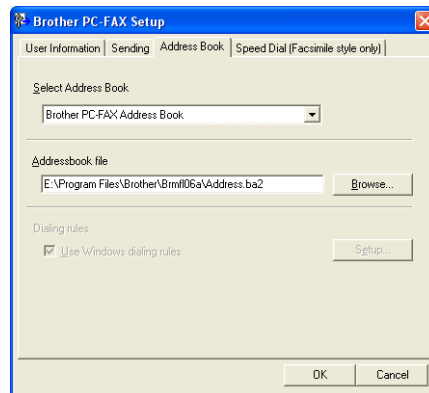 Brother PC-FAX Setup
User Information Sending Address Book Speed Dial (Facsimile style only)
Select Address Book
Brother PC-FAX Address Book
Addressbook file
E:\Program Files\Brother\Brmfl06a\Address.ba2 Browse...
Dialing rules
Use Windows dialing rules Setup...
OK Cancel